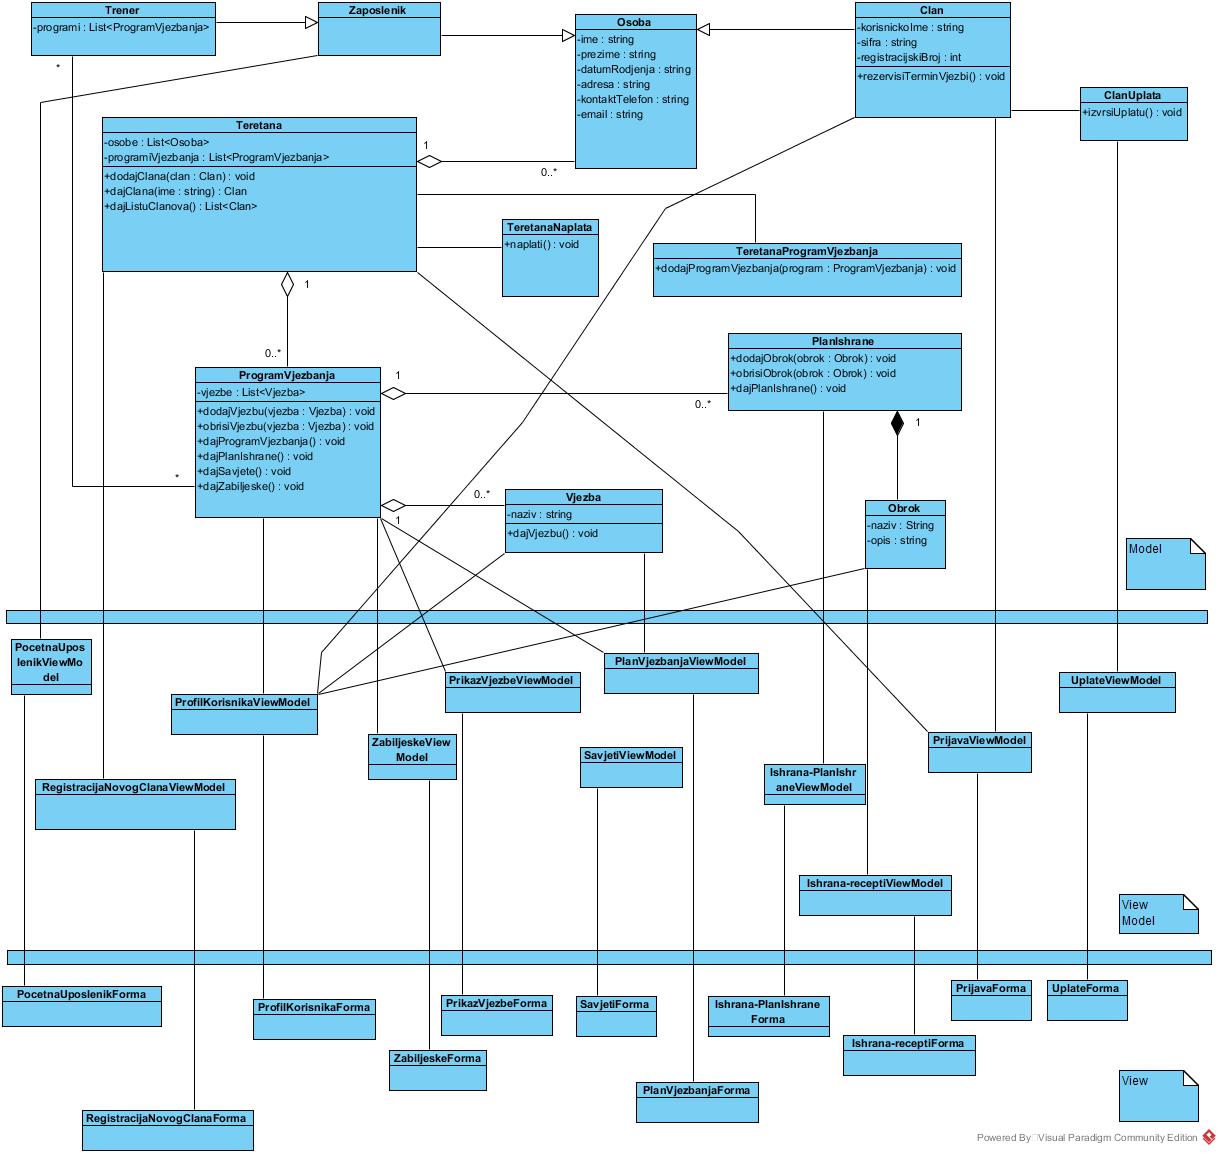 Trener
-programi : List<ProgramVjezbanja>
Zaposlenik
Osoba
-ime : string
-prezime : string
-datumRodjenja : string
-adresa : string
-kontaktTelefon : string
-email : string
Clan
-korisnickoIme : string
-sifra : string
-registracijskiBroj : int
+rezervisiTerminVjezbi() : void
ClanUplata
+izvrsiUplatu() : void
*
Teretana
-osobe : List<Osoba>
-programiVjezbanja : List<ProgramVjezbanja>
+dodajClana(clan : Clan) : void
+dajClana(ime : string) : Clan
+dajListuClanova() : List<Clan>
1
0..*
TeretanaNaplata
+naplati() : void
TeretanaProgramVjezbanja
+dodajProgramVjezbanja(program : ProgramVjezbanja) : void
1
0..*
PlanIshrane
+dodajObrok(obrok : Obrok) : void
+obrisiObrok(obrok : Obrok) : void
+dajPlanIshrane() : void
ProgramVjezbanja
-vjezbe : List<Vjezba>
+dodajVjezbu(vjezba : Vjezba) : void
+obrisiVjezbu(vjezba : Vjezba) : void
+dajProgramVjezbanja() : void
+dajPlanIshrane() : void
+dajSavjete() : void
+dajZabiljeske() : void
1
0..*
1
*
0..*
1
Vjezba
-naziv : string
+dajVjezbu() : void
Obrok
-naziv : String
-opis : string
Model
PocetnaUpos
lenikViewMo
del
ProfilKorisnikaViewModel
PrikazVjezbeViewModel
PlanVjezbanjaViewModel
UplateViewModel
ZabiljeskeView
Model
SavjetiViewModel
PrijavaViewModel
Ishrana-PlanIshr
aneViewModel
RegistracijaNovogClanaViewModel
Ishrana-receptiViewModel
View
Model
PocetnaUposlenikForma
ProfilKorisnikaForma
PrikazVjezbeForma
SavjetiForma
Ishrana-PlanIshrane
Forma
PrijavaForma
UplateForma
Ishrana-receptiForma
ZabiljeskeForma
PlanVjezbanjaForma
RegistracijaNovogClanaForma
View
Powered By Visual Paradigm Community Edition